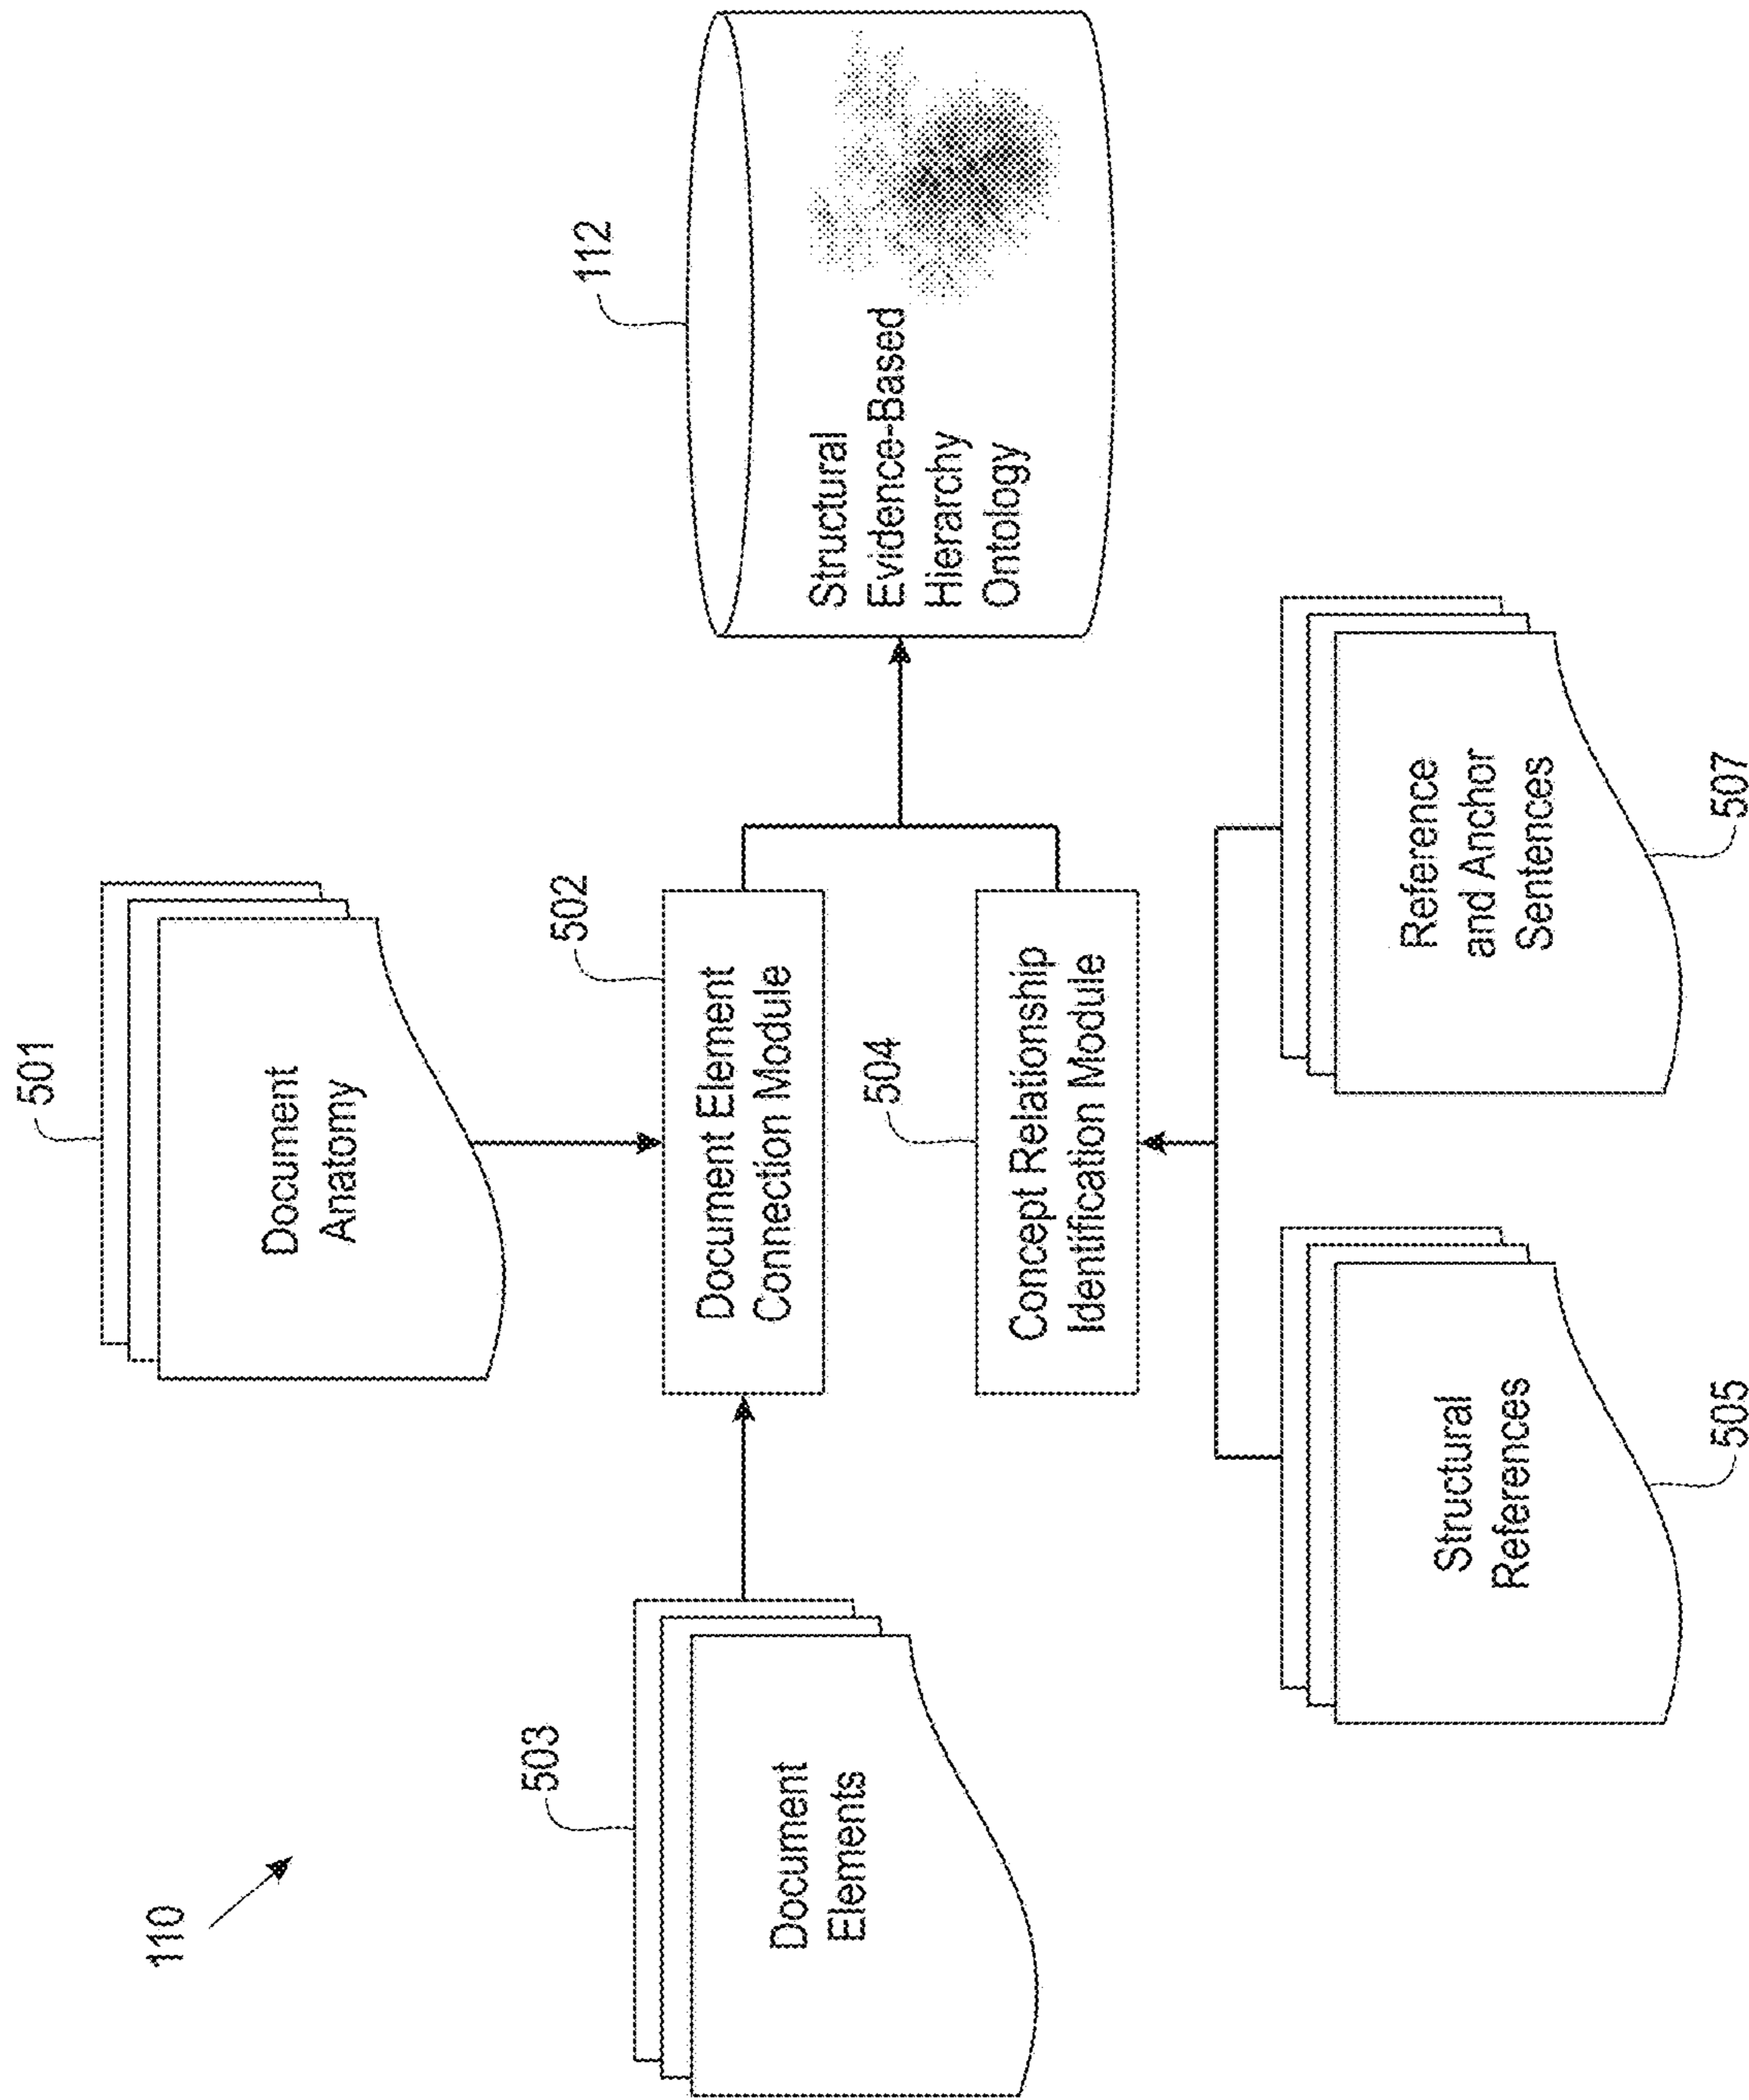 110
501
Document
Anatomy
503
Document
Elements
502
Document Element
Connection Module
112
Structural
Evidence-Based
Hierarchy
Ontology
504
Concept Relationship
Identification Module
Structural
References
505
Reference
and Anchor
Sentences
507